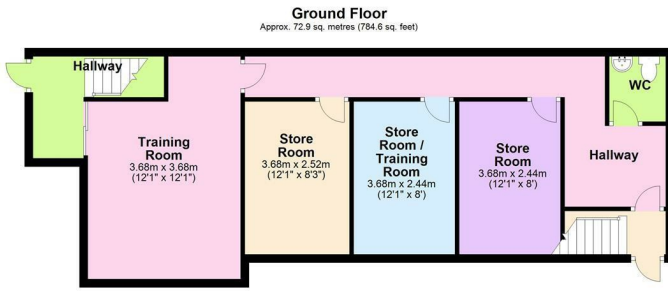 Ground Floor
Approx. 72.9 sq. metres (784.6 sq. feet)
Hallway
WC
Training
Room
3.68m x 3.68m
(12'1" x 12'1")
Store
Room
3.68m x 2.52m
(12'1" x 8'3")
Store
Room /
Training
Room
3.68m x 2.44m
(12'1" x 8')
Store
Room
3.68m x 2.44m
(12'1" x 8')
Hallway